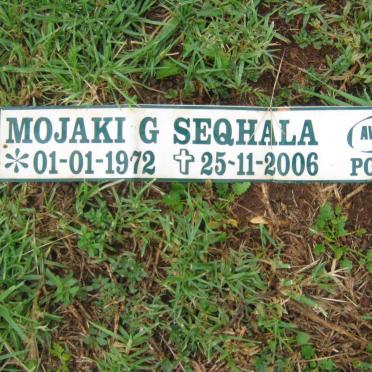 MOJAKI G SEQHALA
* 01-01-1972 ✝ 25-11-2006